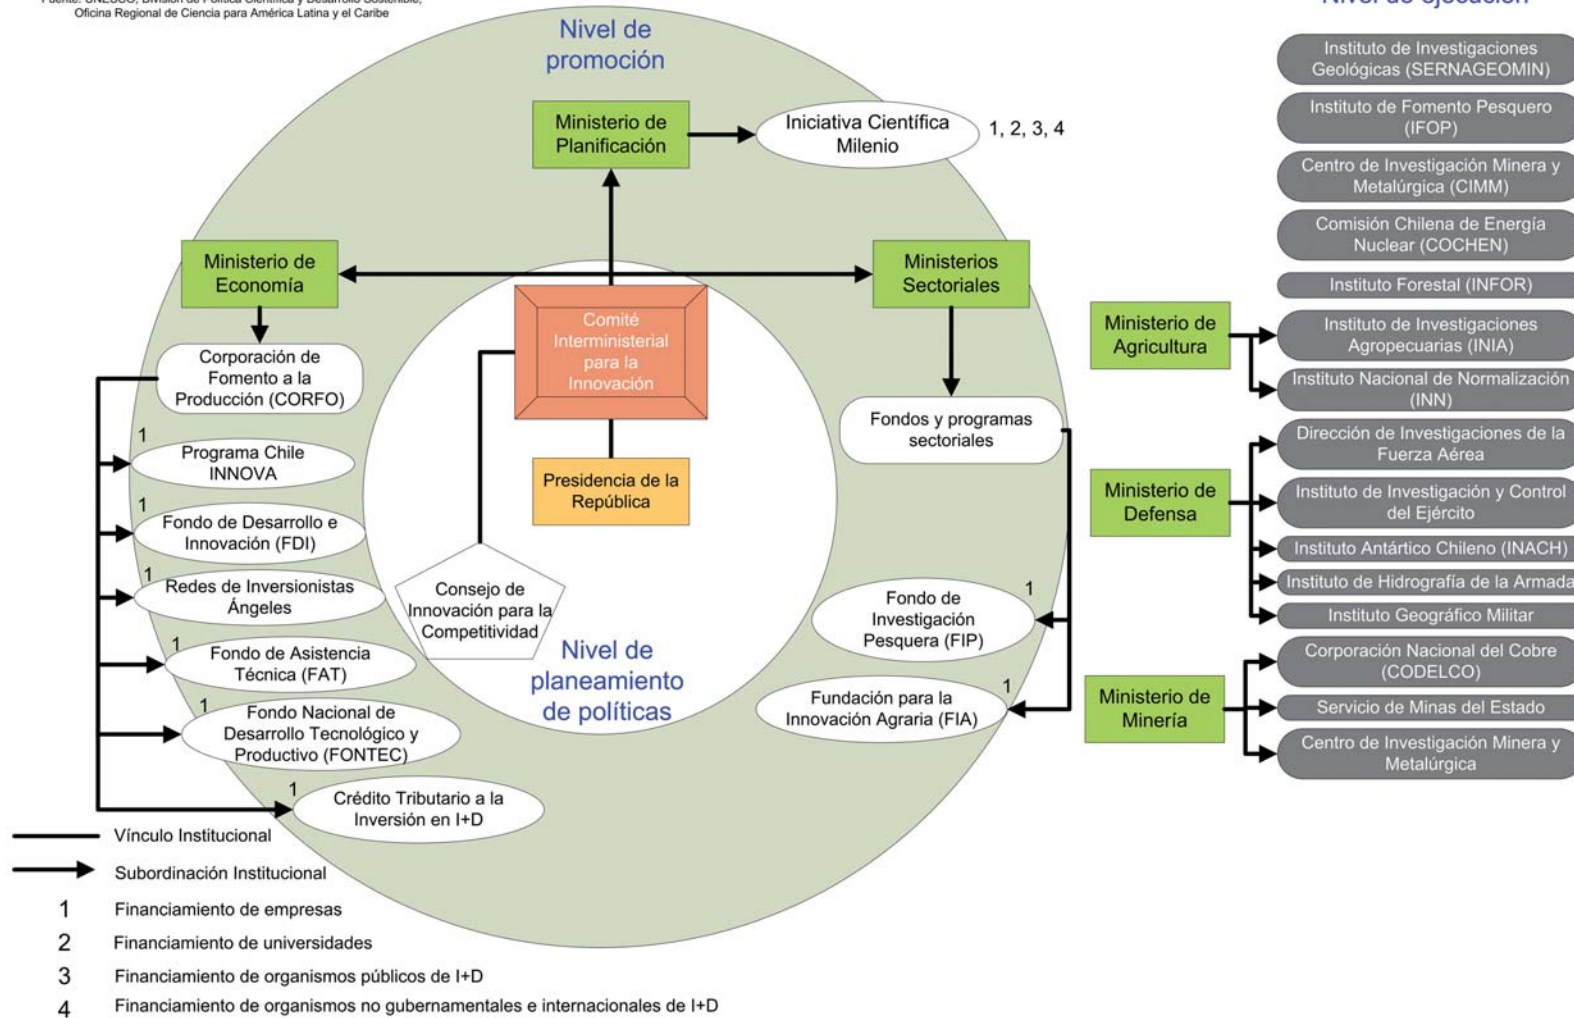 Fuente: UNESCO, División de Política Científica y Desarrollo Sostenible,
Oficina Regional de Ciencia para América Latina y el Caribe
Nivel de ejecución
Nivel de
promoción
Ministerio de
Planificación
Iniciativa Científica
Milenio
1, 2, 3, 4
Ministerio de
Economía
Ministerios
Sectoriales
Comité
Interministerial
para la
Innovación
Corporación de
Fomento a la
Producción (CORFO)
Fondos y programas
sectoriales
Presidencia de la
República
1
Programa Chile
INNOVA
1
Fondo de Desarrollo e
Innovación (FDI)
1
Redes de Inversionistas
Ángeles
1
Fondo de Asistencia
Técnica (FAT)
1
Fondo Nacional de
Desarrollo Tecnológico y
Productivo (FONTEC)
1
Crédito Tributario a la
Inversión en I+D
Consejo de
Innovación para la
Competitividad
Nivel de
planeamiento
de políticas
1
Fondo de
Investigación
Pesquera (FIP)
1
Fundación para la
Innovación Agraria (FIA)
Instituto de Investigaciones
Geológicas (SERNAGEOMIN)
Instituto de Fomento Pesquero
(IFOP)
Centro de Investigación Minera y
Metalúrgica (CIMM)
Comisión Chilena de Energía
Nuclear (COCHEN)
Instituto Forestal (INFOR)
Ministerio de
Agricultura
Instituto de Investigaciones
Agropecuarias (INIA)
Instituto Nacional de Normalización
(INN)
Ministerio de
Defensa
Dirección de Investigaciones de la
Fuerza Aérea
Instituto de Investigación y Control
del Ejército
Instituto Antártico Chileno (INACH)
Instituto de Hidrografía de la Armada
Instituto Geográfico Militar
Ministerio de
Minería
Corporación Nacional del Cobre
(CODELCO)
Servicio de Minas del Estado
Centro de Investigación Minera y
Metalúrgica
Vínculo Institucional
Subordinación Institucional
1 Financiamiento de empresas
2 Financiamiento de universidades
3 Financiamiento de organismos públicos de I+D
4 Financiamiento de organismos no gubernamentales e internacionales de I+D